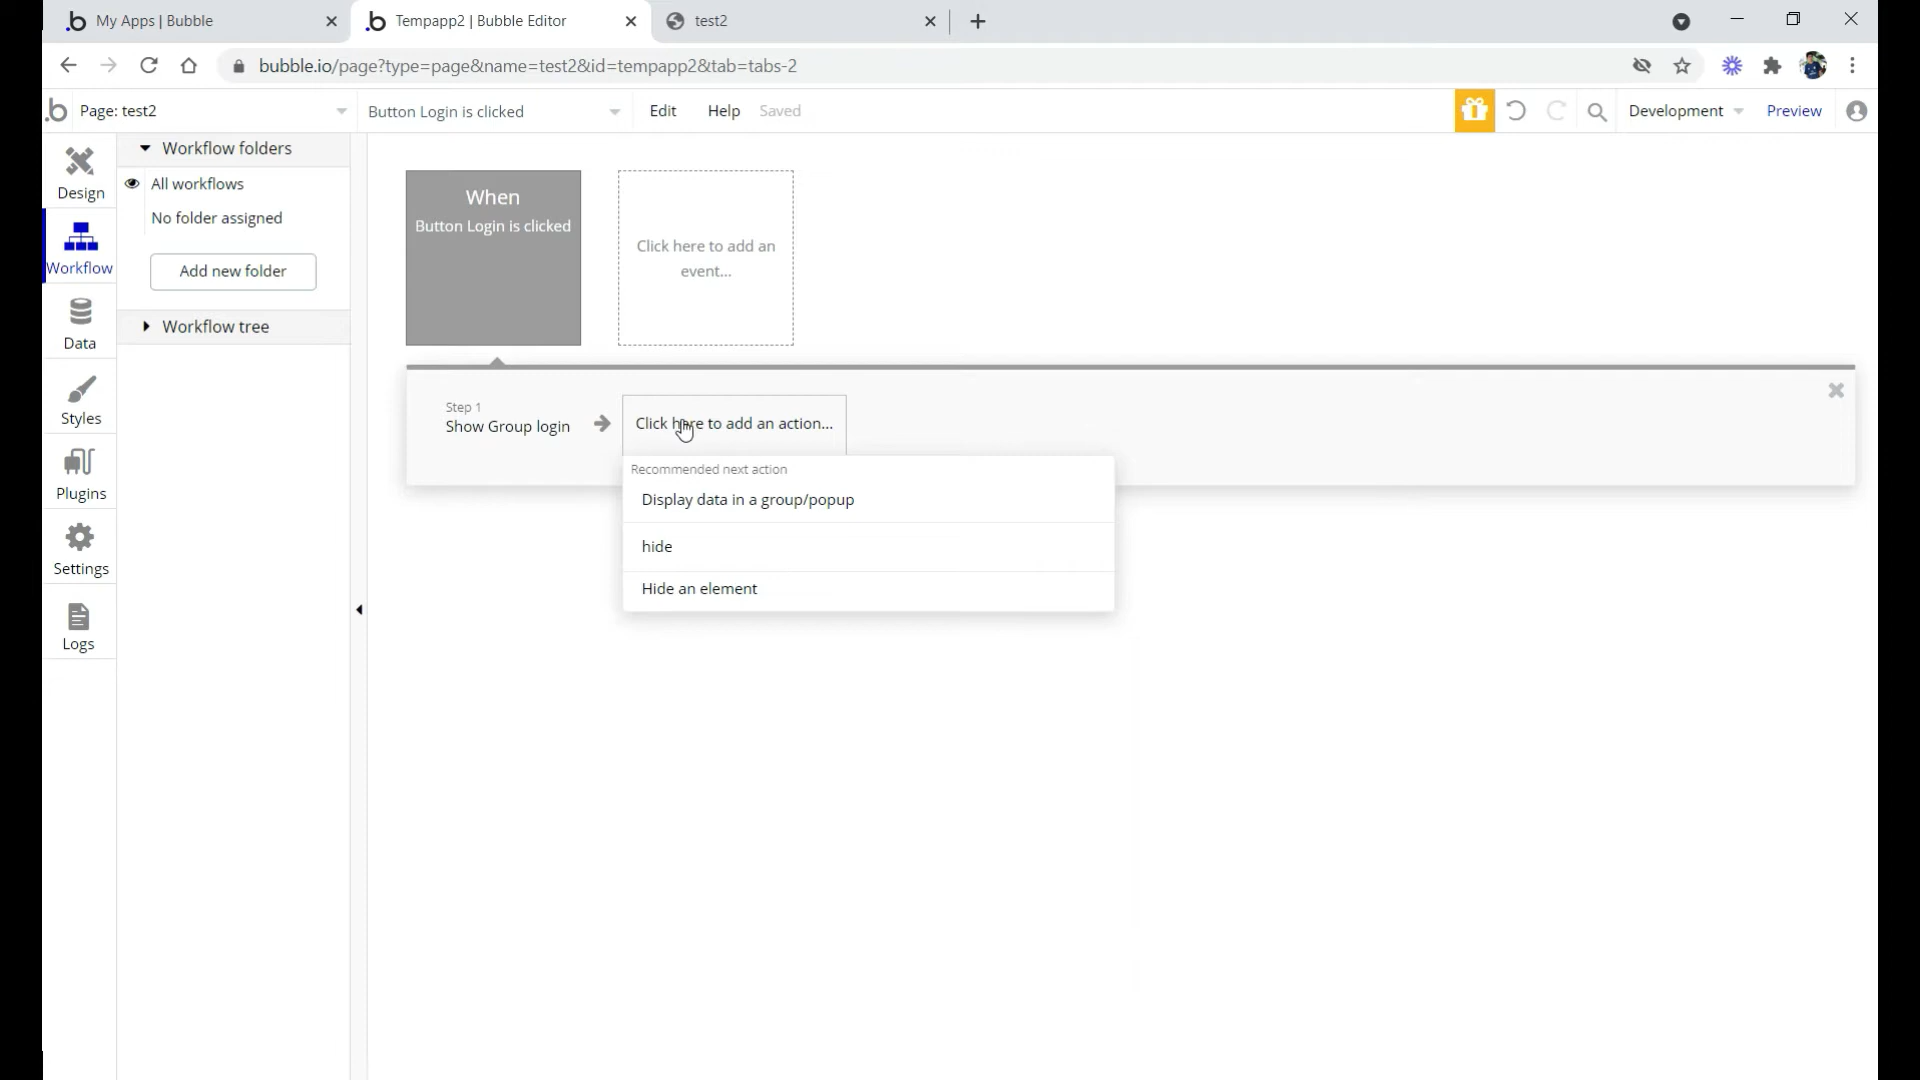 My Apps | Bubble
Tempapp2 | Bubble Editor
test2
bubble.io/page?type=page&name=test2&id=tempapp2&tab=tabs-2
.b
Page: test2
Button Login is clicked
Edit
Help
Saved
Development
Preview
Design
Workflow
Data
Styles
Plugins
Settings
Logs
Workflow folders
All workflows
No folder assigned
Add new folder
Workflow tree
When
Button Login is clicked
Click here to add an
event...
Step 1
Show Group login
Click here to add an action...
Recommended next action
Display data in a group/popup
hide
Hide an element